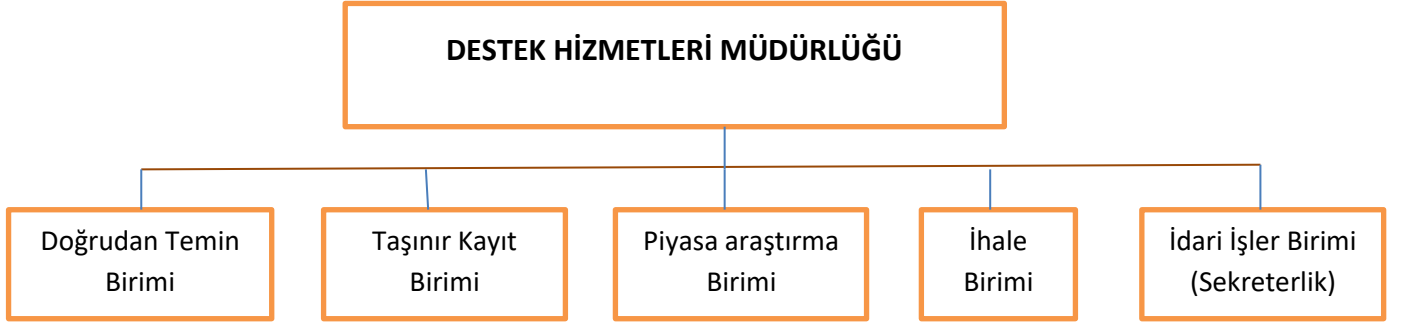 DESTEK HİZMETLERİ MÜDÜRLÜĞÜ
Doğrudan Temin
Birimi
Taşınır Kayıt
Birimi
Piyasa araştırma
Birimi
İhale
Birimi
İdari İşler Birimi
(Sekreterlik)